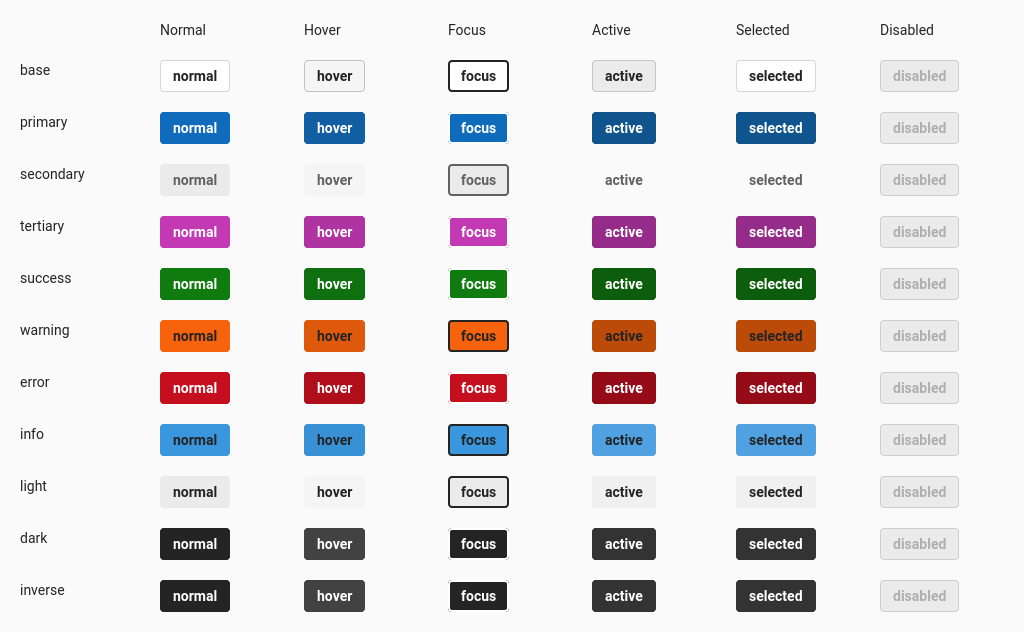 Normal Hover Focus Active Selected Disabled
base normal hover focus active selected disabled
primary normal hover focus active selected disabled
secondary normal hover focus active selected disabled
tertiary normal hover focus active selected disabled
success normal hover focus active selected disabled
warning normal hover focus active selected disabled
error normal hover focus active selected disabled
info normal hover focus active selected disabled
light normal hover focus active selected disabled
dark normal hover focus active selected disabled
inverse normal hover focus active selected disabled